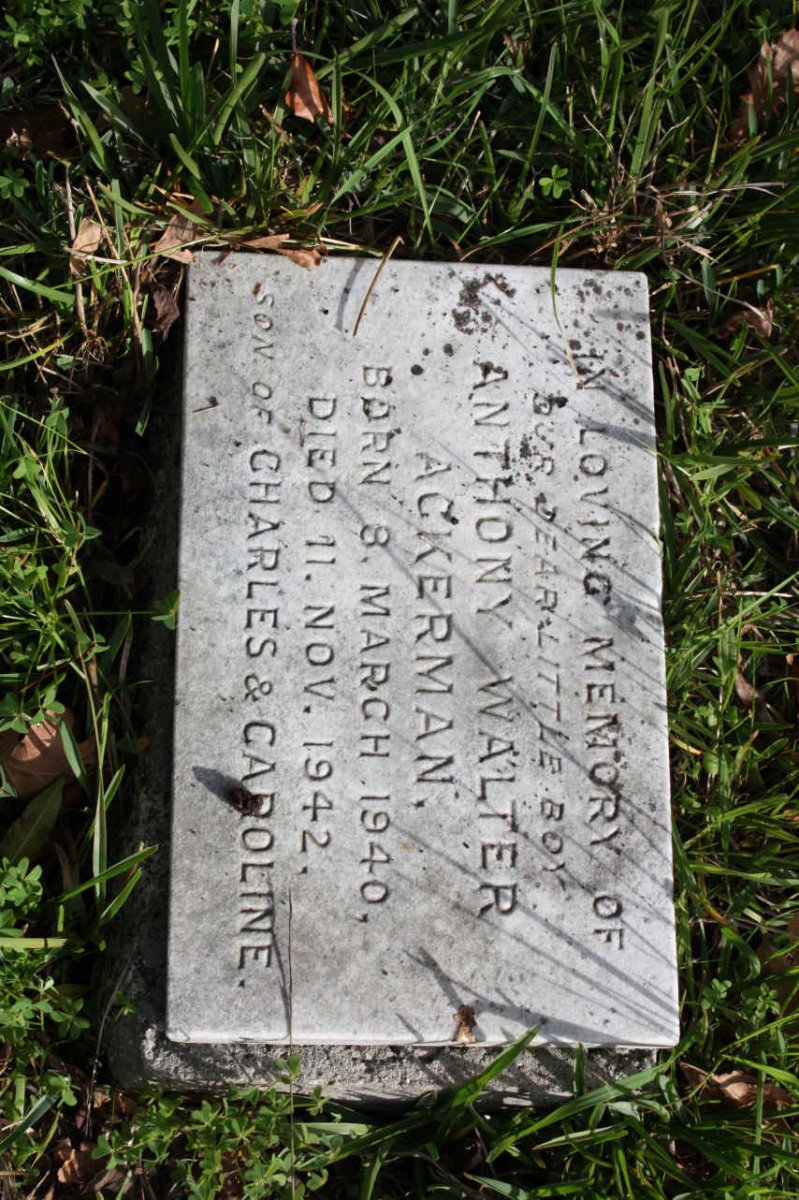 IN LOVING MEMORY OF
OUR DEAR LITTLE BOY
ANTHONY WALTER
ACKERMAN,
BORN 8. MARCH 1940,
DIED 11. NOV. 1942.
SON OF CHARLES & CAROLINE.